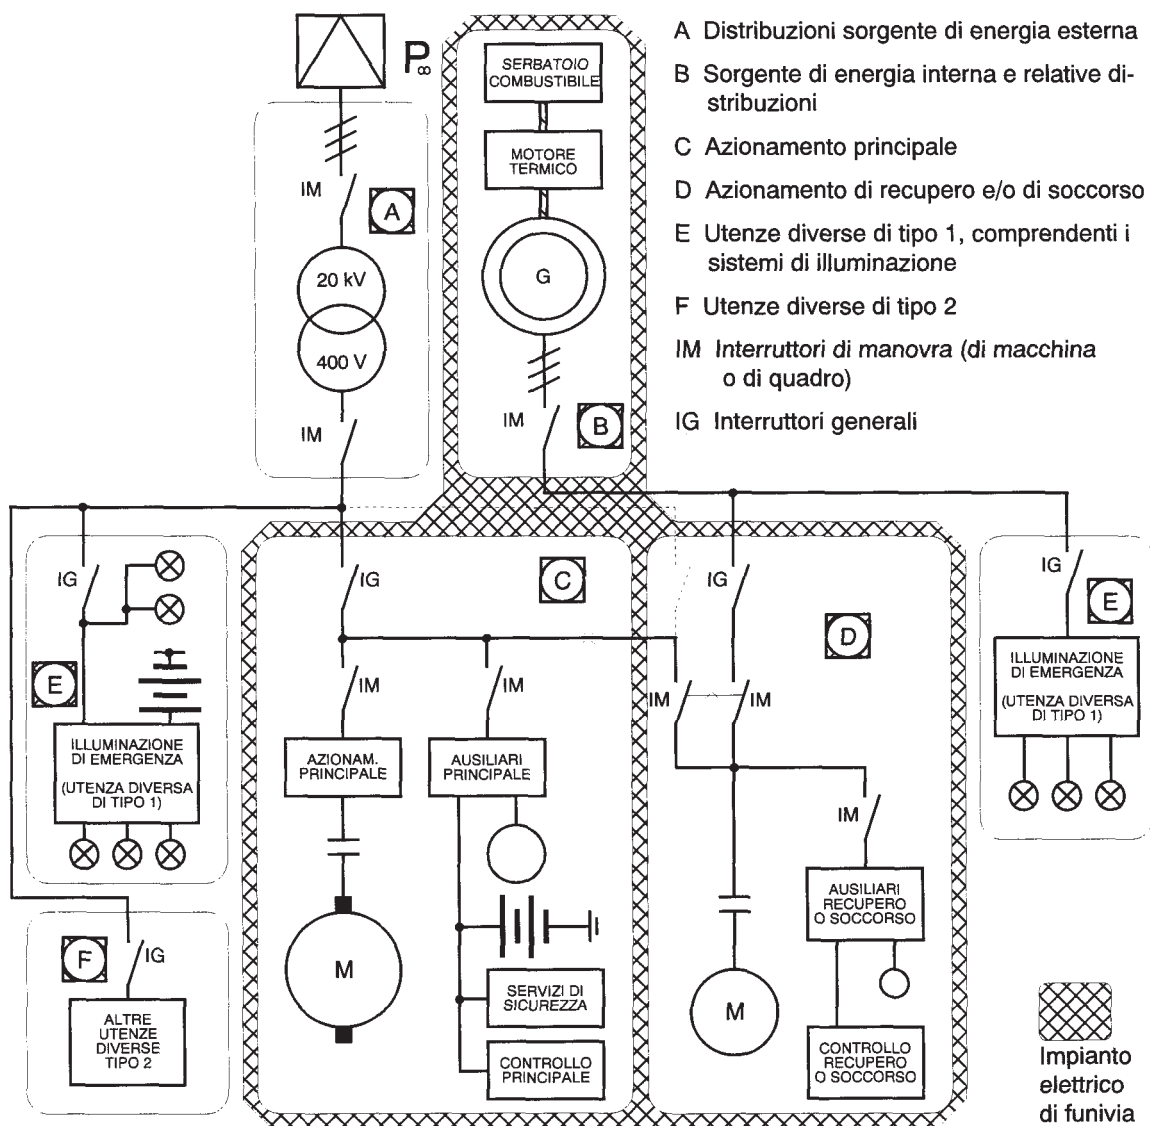 P∞
SERBATOIO
COMBUSTIBILE
MOTORE
TERMICO
G
IM
B
IM
A
20 kV
400 V
IM
A Distribuzioni sorgente di energia esterna
B Sorgente di energia interna e relative di-
stribuzioni
C Azionamento principale
D Azionamento di recupero e/o di soccorso
E Utenze diverse di tipo 1, comprendenti i
sistemi di illuminazione
F Utenze diverse di tipo 2
IM Interruttori di manovra (di macchina
o di quadro)
IG Interruttori generali
IG
E
ILLUMINAZIONE
DI EMERGENZA
(UTENZA DIVERSA
DI TIPO 1)
F
IG
ALTRE
UTENZE
DIVERSE
TIPO 2
IG
C
IM
IM
AZIONAM.
PRINCIPALE
AUSILIARI
PRINCIPALE
M
SERVIZI DI
SICUREZZA
CONTROLLO
PRINCIPALE
IG
D
IM
IM
IM
AUSILIARI
RECUPERO
O SOCCORSO
M
CONTROLLO
RECUPERO
O SOCCORSO
IG
E
ILLUMINAZIONE
DI EMERGENZA
(UTENZA DIVERSA
DI TIPO 1)
Impianto
elettrico
di funivia